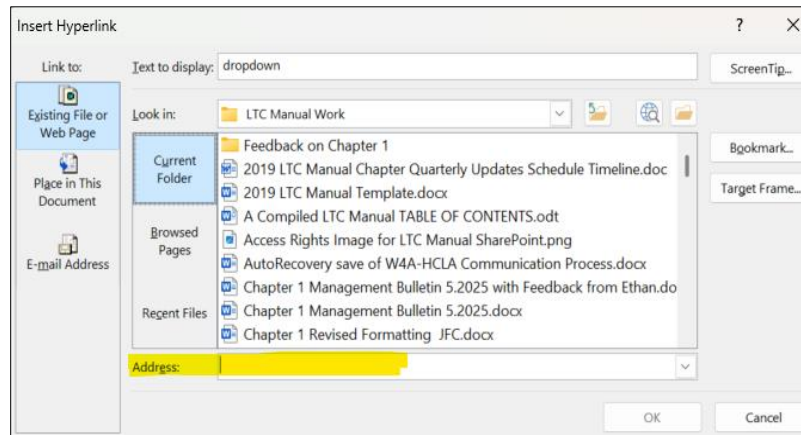 Insert Hyperlink
?
Link to:
Text to display:
dropdown
ScreenTip...
Existing File or
Web Page
Look in:
LTC Manual Work
Place in This
Document
E-mail Address
Current
Folder
Browsed
Pages
Recent Files
Feedback on Chapter 1
2019 LTC Manual Chapter Quarterly Updates Schedule Timeline.doc
2019 LTC Manual Template.docx
A Compiled LTC Manual TABLE OF CONTENTS.odt
Access Rights Image for LTC Manual SharePoint.png
AutoRecovery save of W4A-HCLA Communication Process.docx
Chapter 1 Management Bulletin 5.2025 with Feedback from Ethan.do
Chapter 1 Management Bulletin 5.2025.docx
Chapter 1 Revised Formatting JFC.docx
Bookmark...
Target Frame...
Address:
OK
Cancel